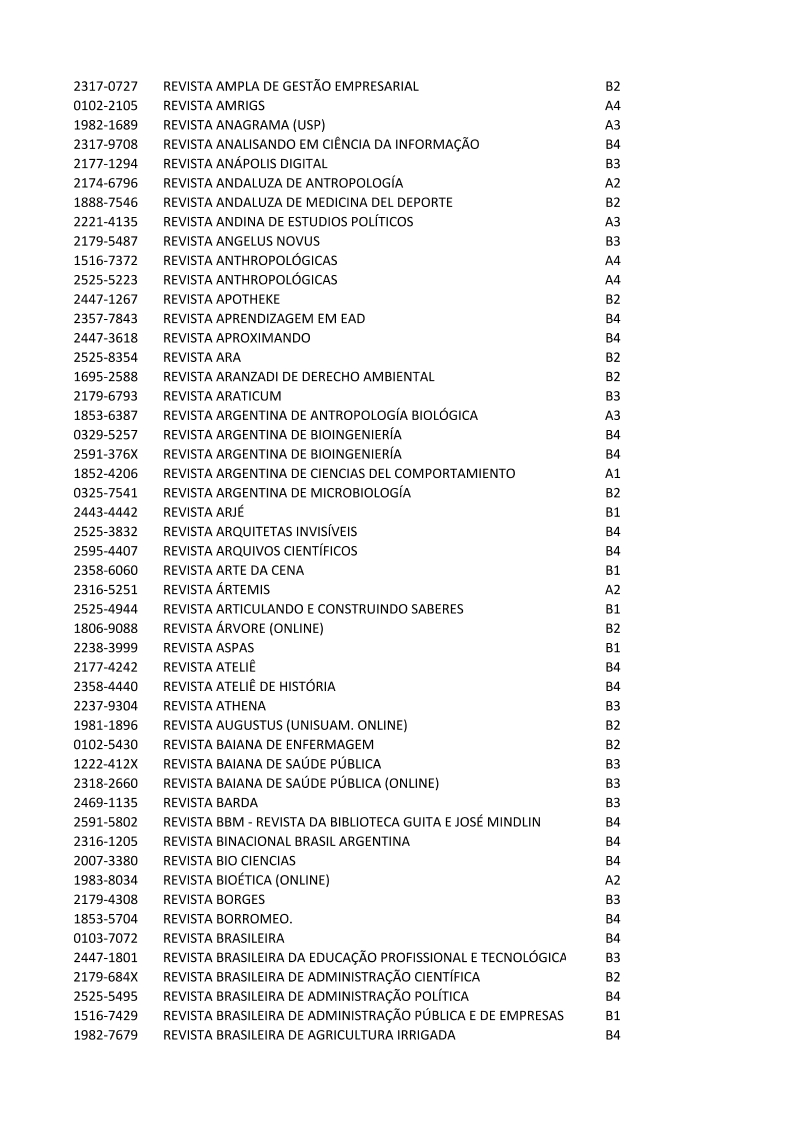 2317-0727 REVISTA AMPLA DE GESTÃO EMPRESARIAL B2
0102-2105 REVISTA AMRIGS A4
1982-1689 REVISTA ANAGRAMA (USP) A3
2317-9708 REVISTA ANALISANDO EM CIÊNCIA DA INFORMAÇÃO B4
2177-1294 REVISTA ANÁPOLIS DIGITAL B3
2174-6796 REVISTA ANDALUZA DE ANTROPOLOGÍA A2
1888-7546 REVISTA ANDALUZA DE MEDICINA DEL DEPORTE B2
2221-4135 REVISTA ANDINA DE ESTUDIOS POLÍTICOS A3
2179-5487 REVISTA ANGELUS NOVUS B3
1516-7372 REVISTA ANTHROPOLÓGICAS A4
2525-5223 REVISTA ANTHROPOLÓGICAS A4
2447-1267 REVISTA APOTHEKE B2
2357-7843 REVISTA APRENDIZAGEM EM EAD B4
2447-3618 REVISTA APROXIMANDO B4
2525-8354 REVISTA ARA B2
1695-2588 REVISTA ARANZADI DE DERECHO AMBIENTAL B2
2179-6793 REVISTA ARATICUM B3
1853-6387 REVISTA ARGENTINA DE ANTROPOLOGÍA BIOLÓGICA A3
0329-5257 REVISTA ARGENTINA DE BIOINGENIERÍA B4
2591-376X REVISTA ARGENTINA DE BIOINGENIERÍA B4
1852-4206 REVISTA ARGENTINA DE CIENCIAS DEL COMPORTAMIENTO A1
0325-7541 REVISTA ARGENTINA DE MICROBIOLOGÍA B2
2443-4442 REVISTA ARJÉ B1
2525-3832 REVISTA ARQUITETAS INVISÍVEIS B4
2595-4407 REVISTA ARQUIVOS CIENTÍFICOS B4
2358-6060 REVISTA ARTE DA CENA B1
2316-5251 REVISTA ÁRTEMIS A2
2525-4944 REVISTA ARTICULANDO E CONSTRUINDO SABERES B1
1806-9088 REVISTA ÁRVORE (ONLINE) B2
2238-3999 REVISTA ASPAS B1
2177-4242 REVISTA ATELIÊ B4
2358-4440 REVISTA ATELIÊ DE HISTÓRIA B4
2237-9304 REVISTA ATHENA B3
1981-1896 REVISTA AUGUSTUS (UNISUAM. ONLINE) B2
0102-5430 REVISTA BAIANA DE ENFERMAGEM B2
1222-412X REVISTA BAIANA DE SAÚDE PÚBLICA B3
2318-2660 REVISTA BAIANA DE SAÚDE PÚBLICA (ONLINE) B3
2469-1135 REVISTA BARDA B3
2591-5802 REVISTA BBM - REVISTA DA BIBLIOTECA GUITA E JOSÉ MINDLIN B4
2316-1205 REVISTA BINACIONAL BRASIL ARGENTINA B4
2007-3380 REVISTA BIO CIENCIAS B4
1983-8034 REVISTA BIOÉTICA (ONLINE) A2
2179-4308 REVISTA BORGES B3
1853-5704 REVISTA BORROMEO. B4
0103-7072 REVISTA BRASILEIRA B4
2447-1801 REVISTA BRASILEIRA DA EDUCAÇÃO PROFISSIONAL E TECNOLÓGICA B3
2179-684X REVISTA BRASILEIRA DE ADMINISTRAÇÃO CIENTÍFICA B2
2525-5495 REVISTA BRASILEIRA DE ADMINISTRAÇÃO POLÍTICA B4
1516-7429 REVISTA BRASILEIRA DE ADMINISTRAÇÃO PÚBLICA E DE EMPRESAS B1
1982-7679 REVISTA BRASILEIRA DE AGRICULTURA IRRIGADA B4